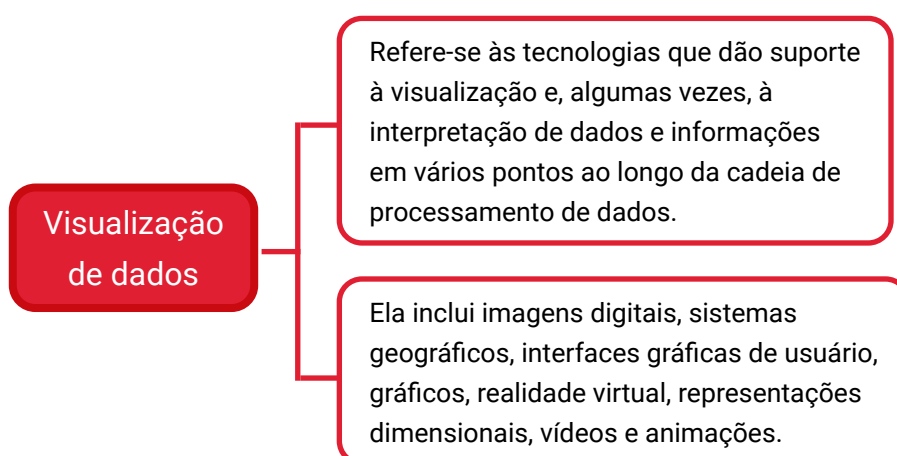 Visualização
de dados
Refere-se às tecnologias que dão suporte
à visualização e, algumas vezes, à
interpretação de dados e informações
em vários pontos ao longo da cadeia de
processamento de dados.
Ela inclui imagens digitais, sistemas
geográficos, interfaces gráficas de usuário,
gráficos, realidade virtual, representações
dimensionais, vídeos e animações.